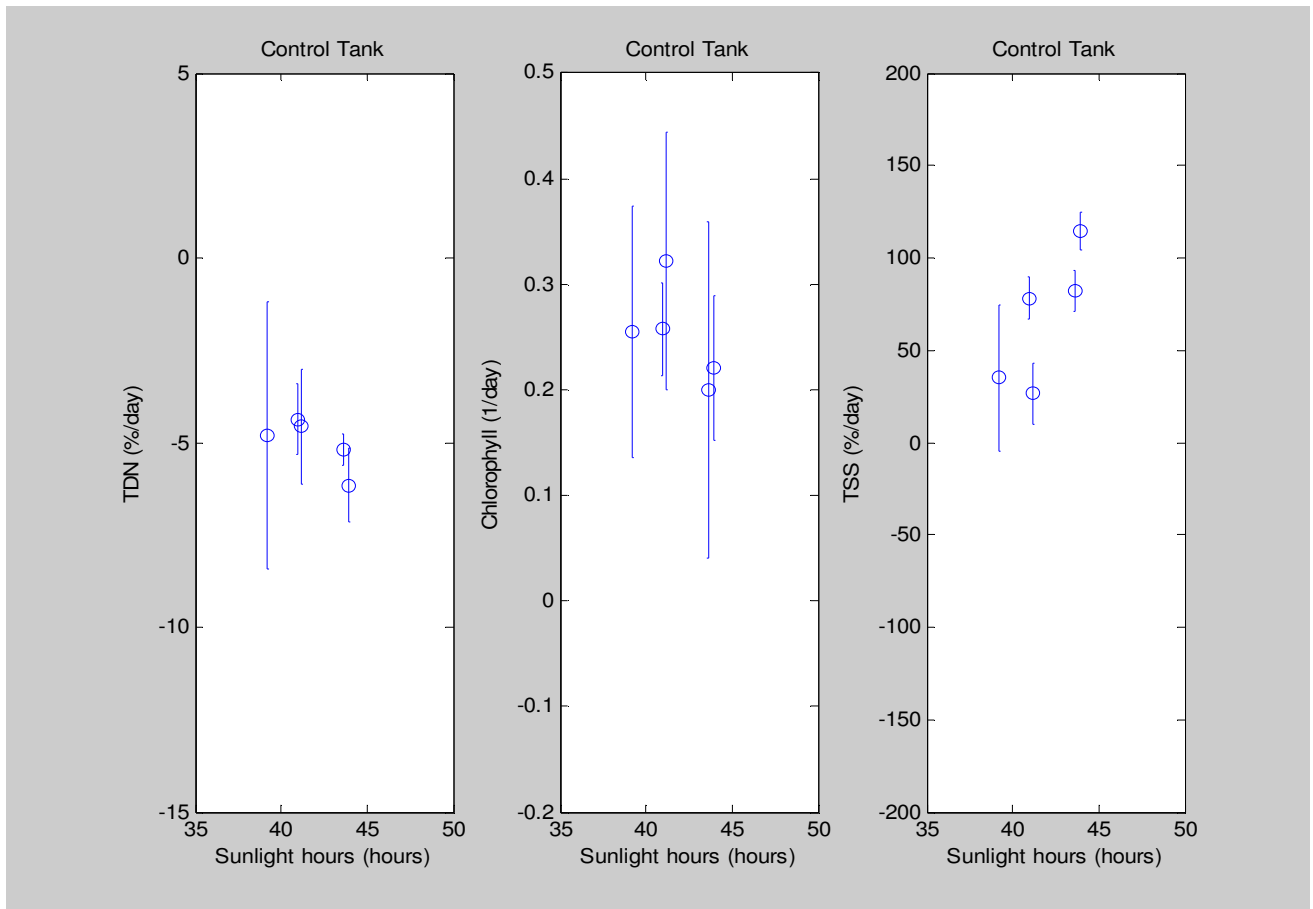 Control Tank
5
0
-5
-10
-15
35 40 45 50
TDN (%/day)
Sunlight hours (hours)
Control Tank
0.5
0.4
0.3
0.2
0.1
0
-0.1
-0.2
35 40 45 50
Chlorophyll (1/day)
Sunlight hours (hours)
Control Tank
200
150
100
50
0
-50
-100
-150
-200
35 40 45 50
TSS (%/day)
Sunlight hours (hours)